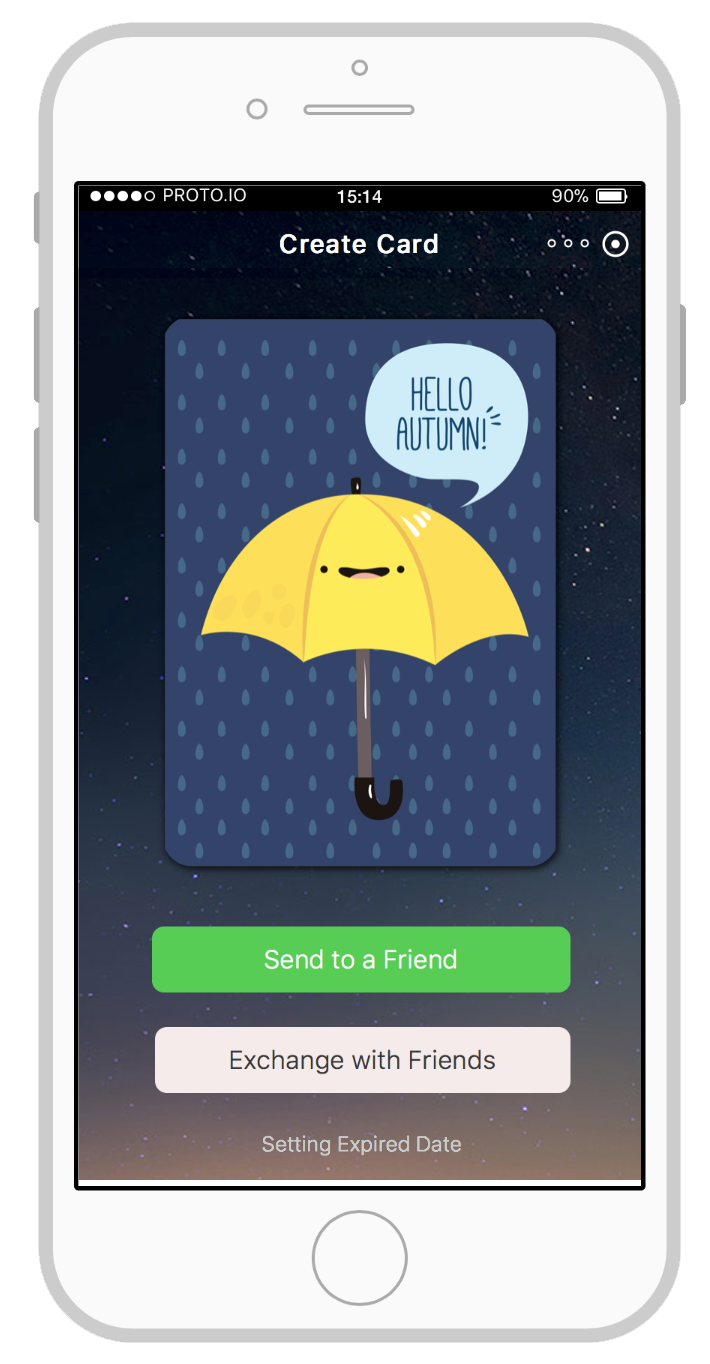 PROTO.IO 15:14 90%
Create Card
HELLO
AUTUMN!
Send to a Friend
Exchange with Friends
Setting Expired Date